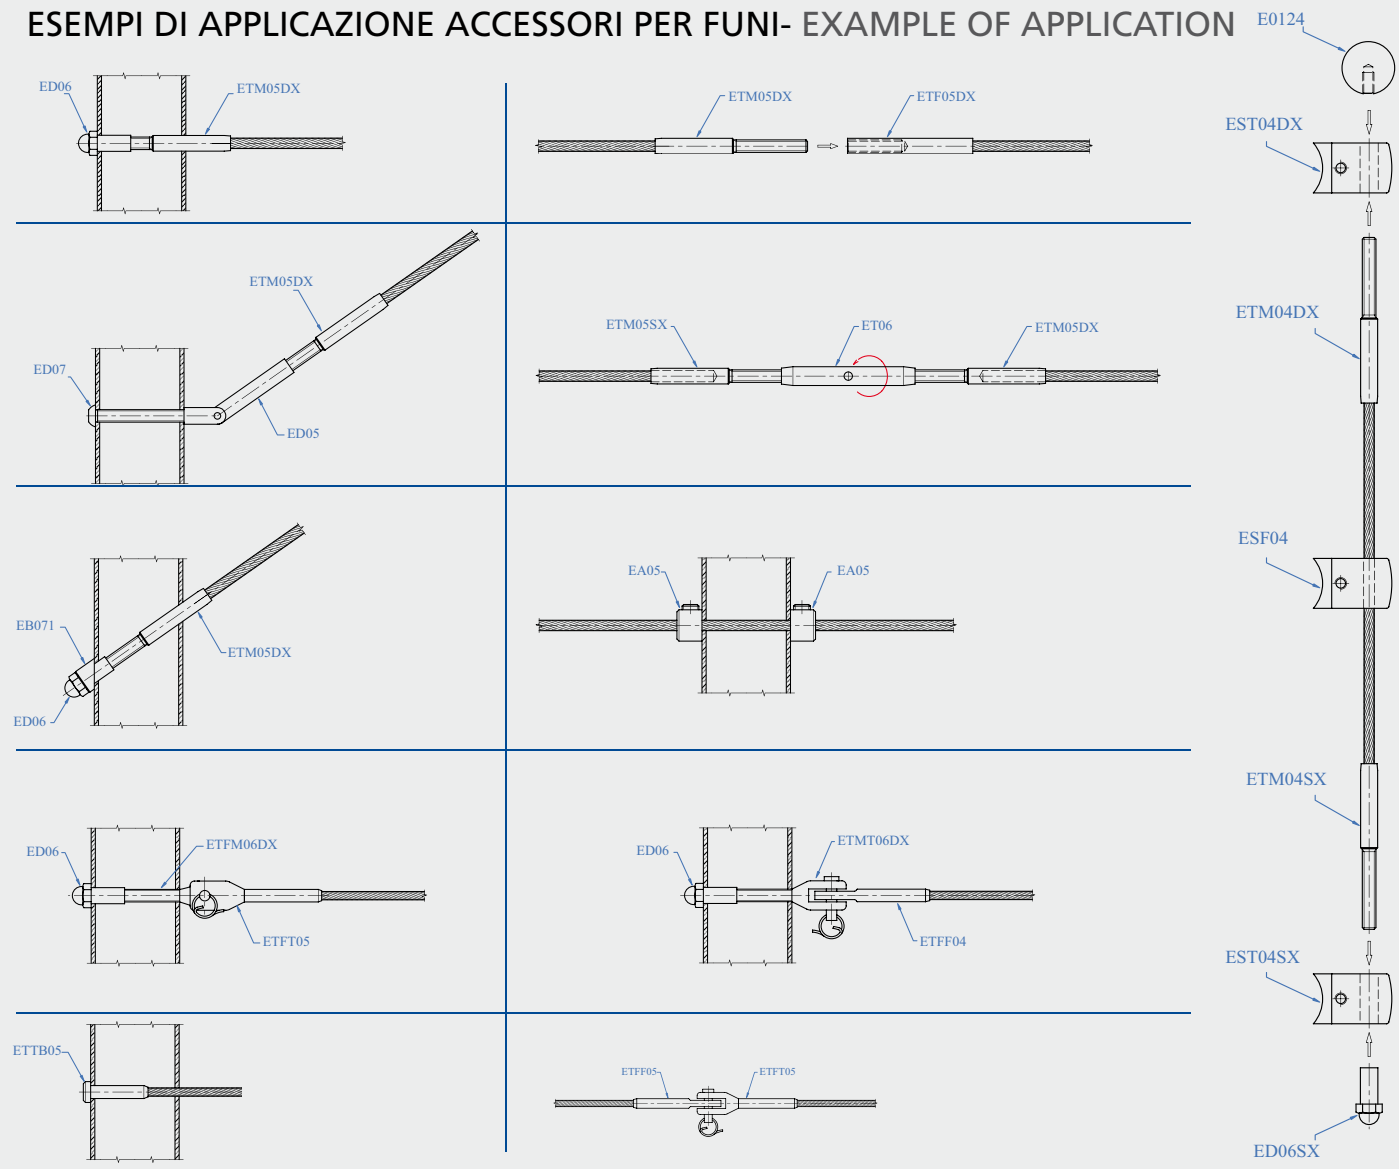 ESEMPI DI APPLICAZIONE ACCESSORI PER FUNI- EXAMPLE OF APPLICATION
ED06
ETM05DX
ETM05DX
ETF05DX
ETM05DX
ED07
ED05
ETM05SX
ET06
ETM05DX
EB071
ETM05DX
ED06
EA05
EA05
ED06
ETFM06DX
ETFT05
ED06
ETMT06DX
ETFF04
ETTB05
ETFF05
ETFT05
E0124
EST04DX
ETM04DX
ESF04
ETM04SX
EST04SX
ED06SX